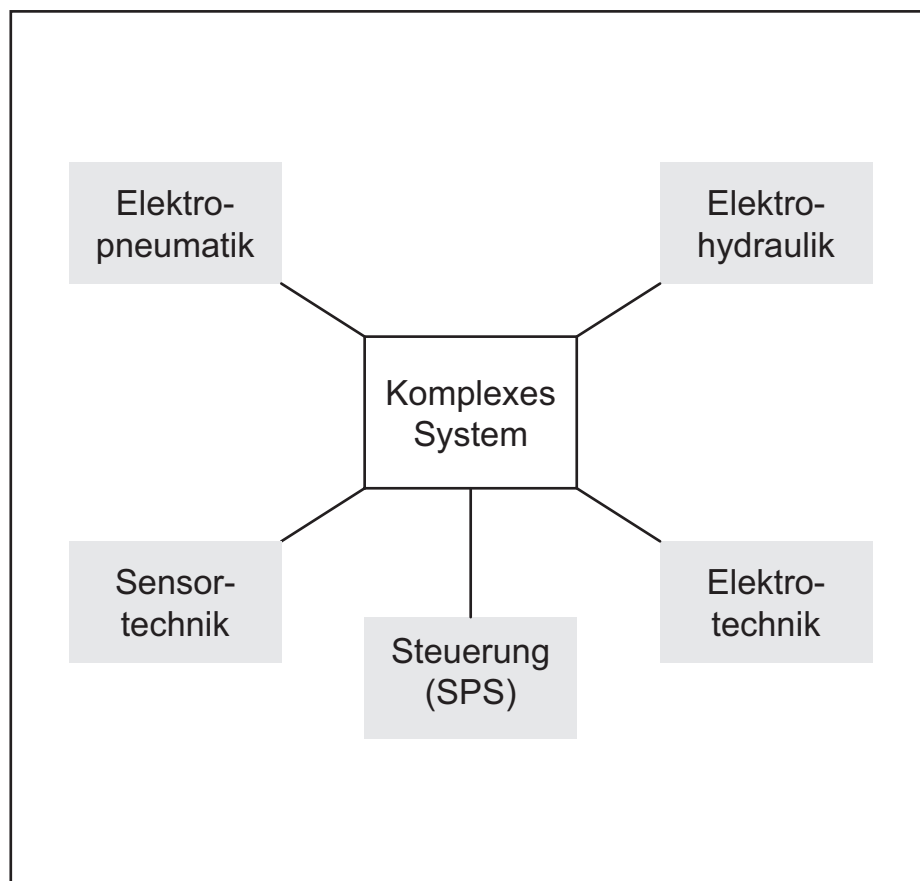 Elektro-
pneumatik
Elektro-
hydraulik
Komplexes
System
Sensor-
technik
Steuerung
(SPS)
Elektro-
technik